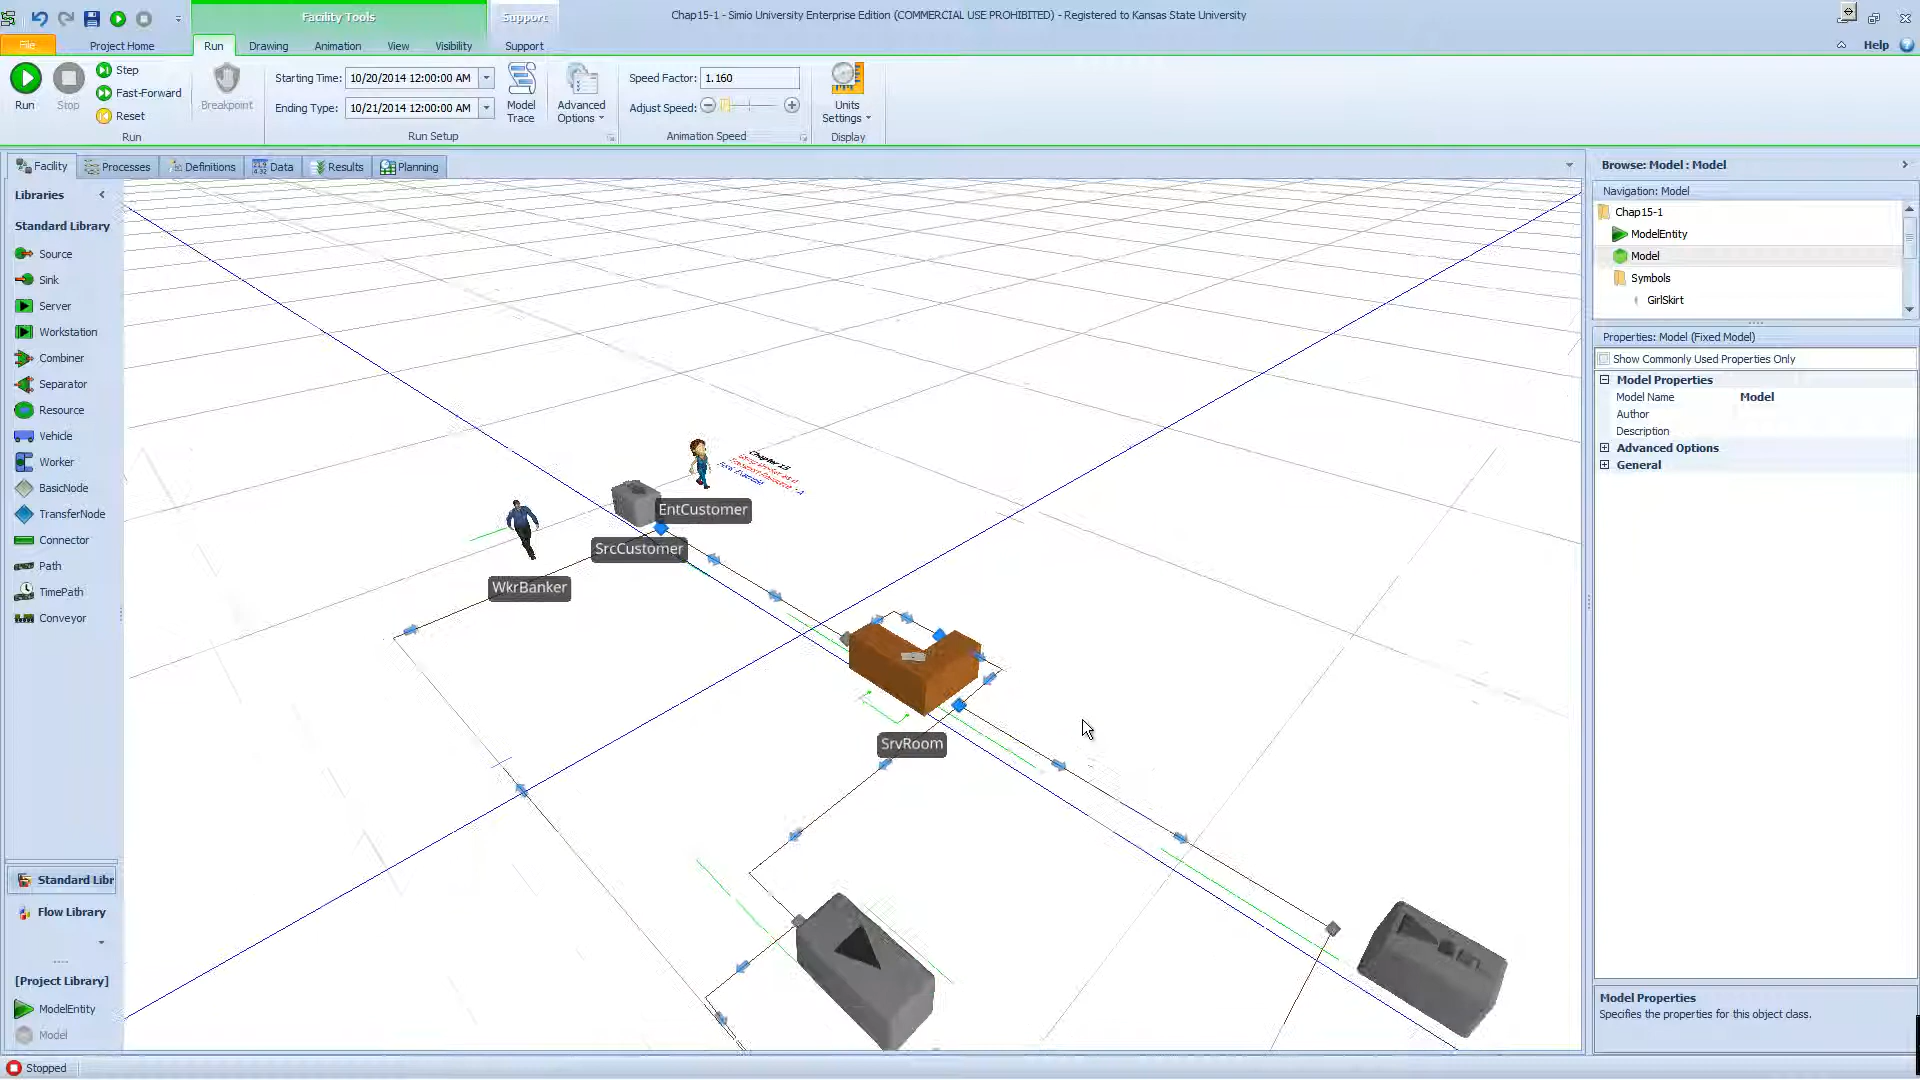 Chap15-1 - Simio University Enterprise Edition (COMMERCIAL USE PROHIBITED) - Registered to Kansas State University
Facility Tools
Support
File
Project Home
Run
Drawing
Animation
View
Visibility
Support
Help
Run
Stop
Step
Fast-Forward
Reset
Run
Breakpoint
Starting Time: 10/20/2014 12:00:00 AM
Ending Type: 10/21/2014 12:00:00 AM
Run Setup
Model Trace
Advanced Options
Speed Factor: 1.160
Adjust Speed:
Animation Speed
Units Settings
Display
Facility
Processes
Definitions
Data
Results
Planning
Libraries
Standard Library
Source
Sink
Server
Workstation
Combiner
Separator
Resource
Vehicle
Worker
BasicNode
TransferNode
Connector
Path
TimePath
Conveyor
Standard Libr
Flow Library
[Project Library]
ModelEntity
Model
Stopped
Chapter 15
EntCustomer
SrcCustomer
WkrBanker
SrvRoom
Browse: Model : Model
Navigation: Model
Chap15-1
ModelEntity
Model
Symbols
GirlSkirt
Properties: Model (Fixed Model)
Show Commonly Used Properties Only
Model Properties
Model Name Model
Author
Description
Advanced Options
General
Model Properties
Specifies the properties for this object class.